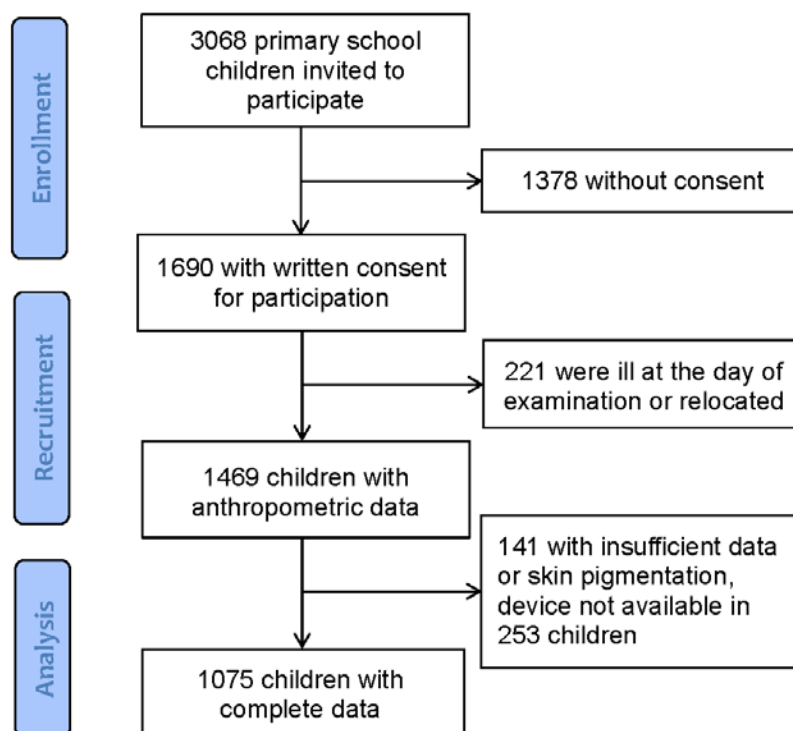 Enrollment
3068 primary school
children invited to
participate
1378 without consent
1690 with written consent
for participation
Recruitment
221 were ill at the day of
examination or relocated
1469 children with
anthropometric data
Analysis
141 with insufficient data
or skin pigmentation,
device not available in
253 children
1075 children with
complete data